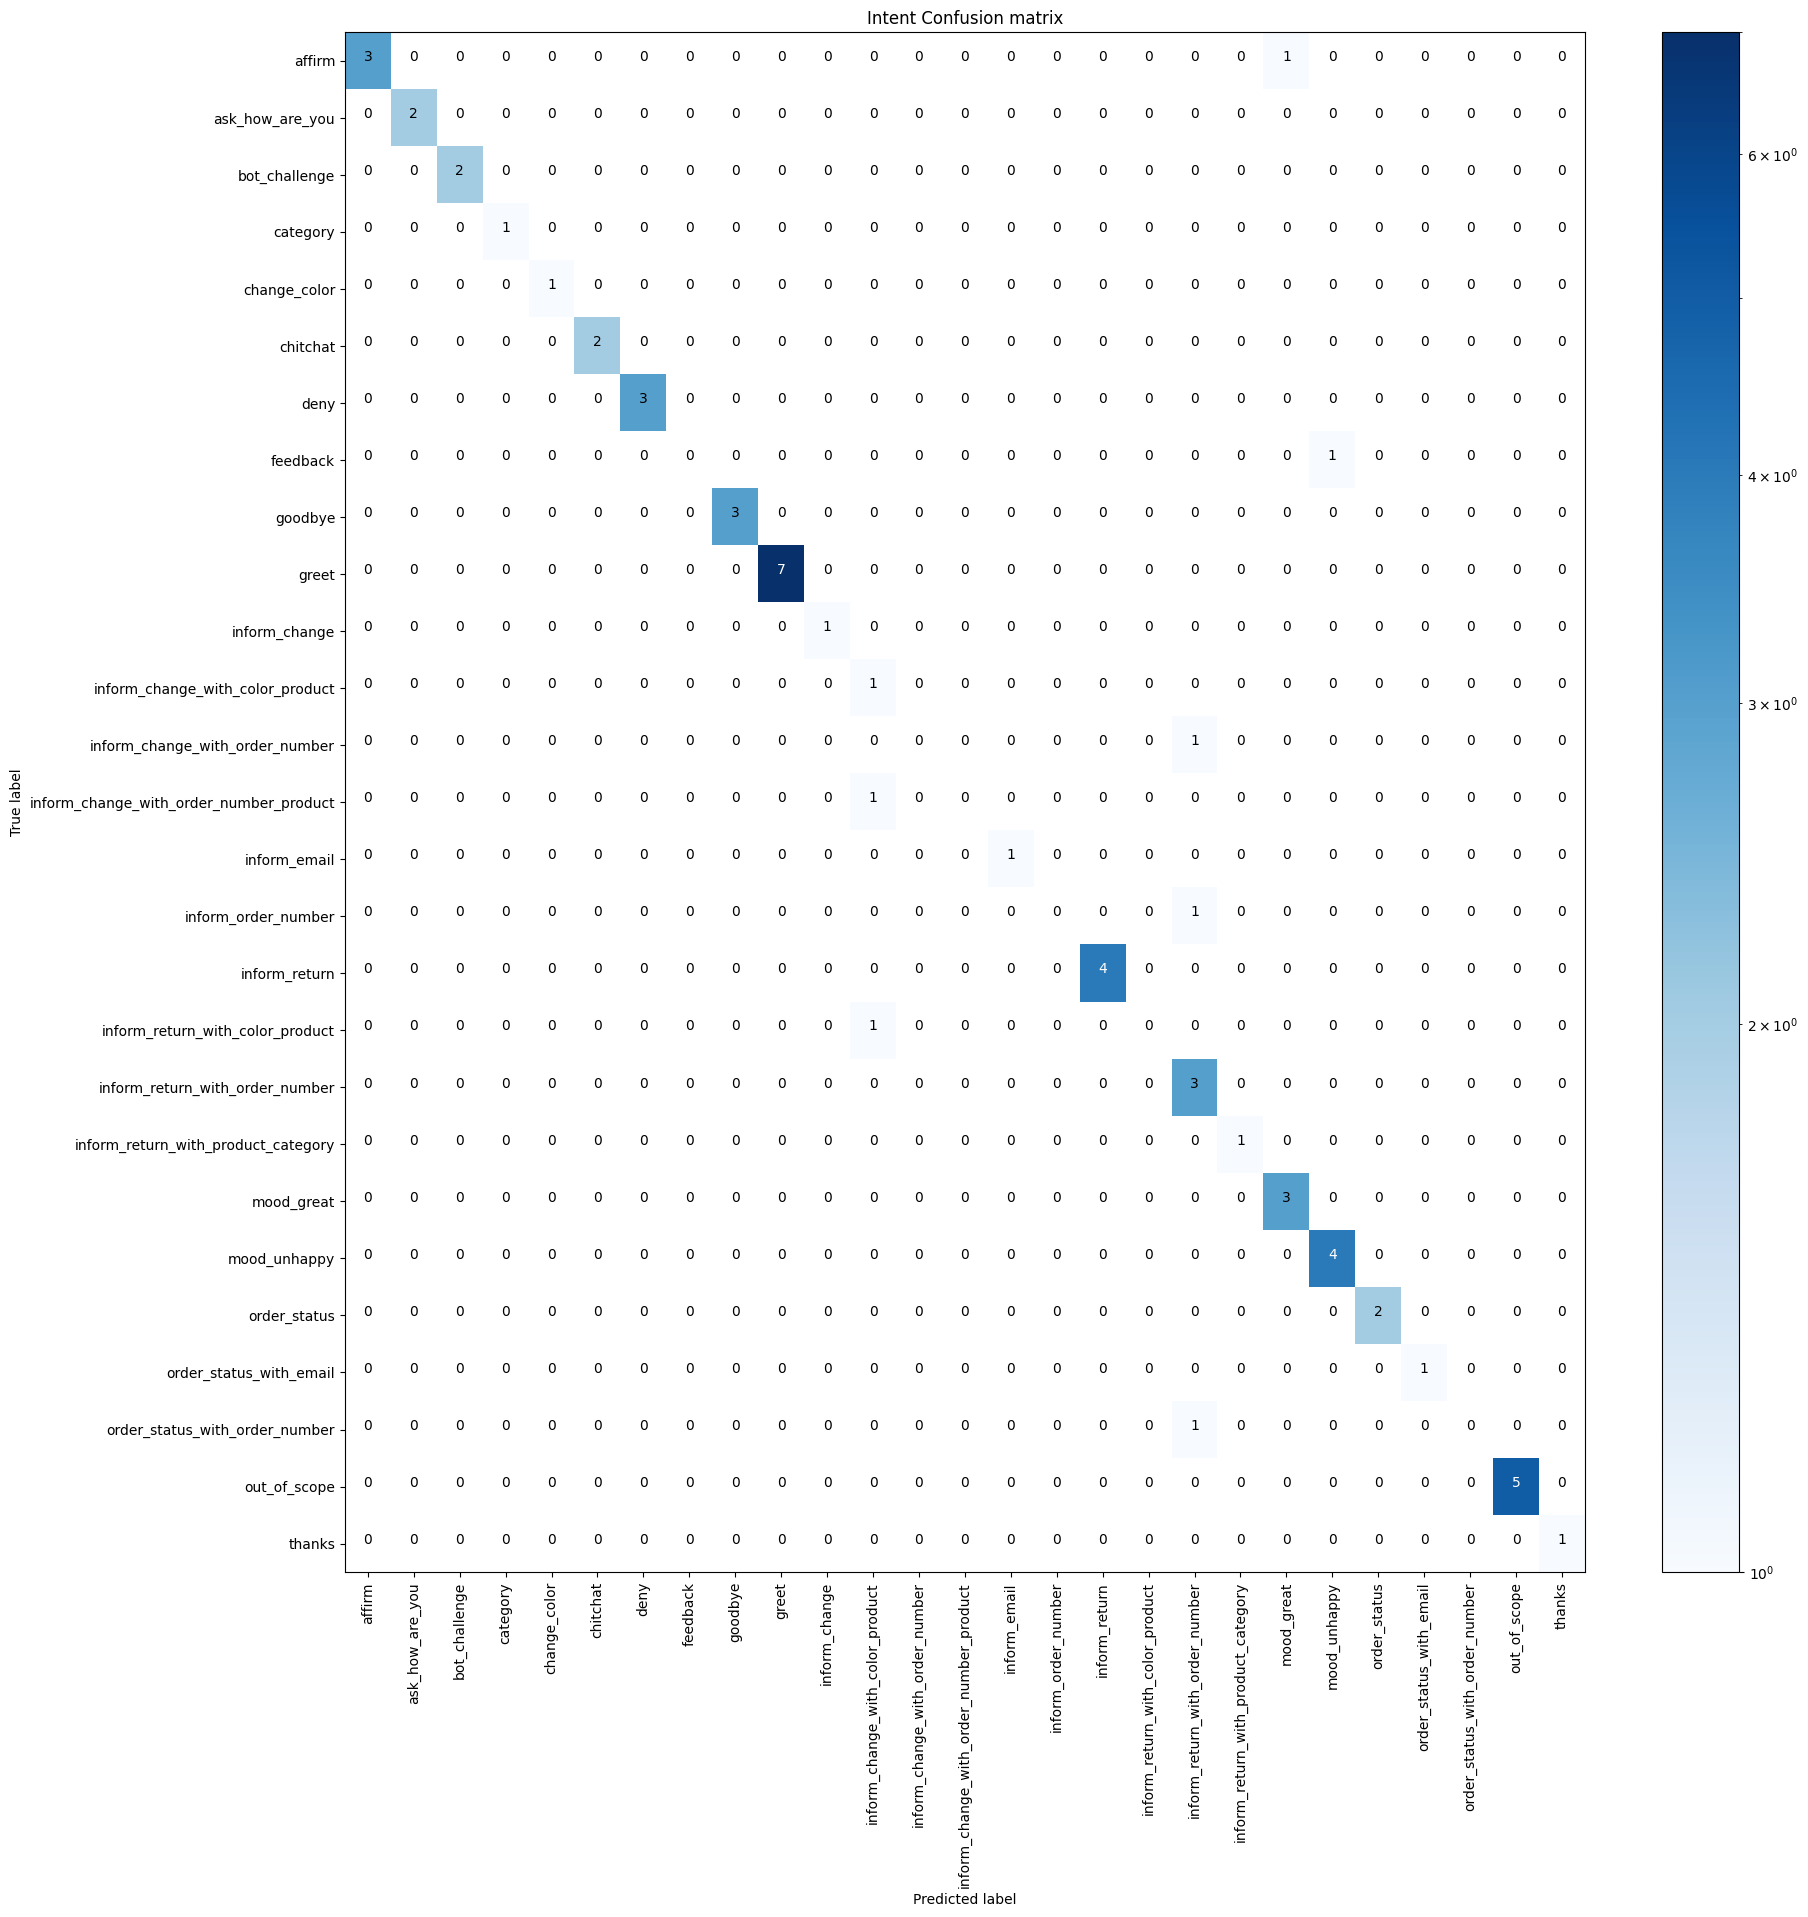 Intent Confusion matrix
True label
affirm 3 0 0 0 0 0 0 0 0 0 0 0 0 0 0 0 0 0 0 0 1 0 0 0 0 0 0
ask_how_are_you 0 2 0 0 0 0 0 0 0 0 0 0 0 0 0 0 0 0 0 0 0 0 0 0 0 0 0
bot_challenge 0 0 2 0 0 0 0 0 0 0 0 0 0 0 0 0 0 0 0 0 0 0 0 0 0 0 0
category 0 0 0 1 0 0 0 0 0 0 0 0 0 0 0 0 0 0 0 0 0 0 0 0 0 0 0
change_color 0 0 0 0 1 0 0 0 0 0 0 0 0 0 0 0 0 0 0 0 0 0 0 0 0 0 0
chitchat 0 0 0 0 0 2 0 0 0 0 0 0 0 0 0 0 0 0 0 0 0 0 0 0 0 0 0
deny 0 0 0 0 0 0 3 0 0 0 0 0 0 0 0 0 0 0 0 0 0 0 0 0 0 0 0
feedback 0 0 0 0 0 0 0 0 0 0 0 0 0 0 0 0 0 0 0 0 0 1 0 0 0 0 0
goodbye 0 0 0 0 0 0 0 0 3 0 0 0 0 0 0 0 0 0 0 0 0 0 0 0 0 0 0
greet 0 0 0 0 0 0 0 0 0 7 0 0 0 0 0 0 0 0 0 0 0 0 0 0 0 0 0
inform_change 0 0 0 0 0 0 0 0 0 0 1 0 0 0 0 0 0 0 0 0 0 0 0 0 0 0 0
inform_change_with_color_product 0 0 0 0 0 0 0 0 0 0 0 1 0 0 0 0 0 0 0 0 0 0 0 0 0 0 0
inform_change_with_order_number 0 0 0 0 0 0 0 0 0 0 0 0 0 0 0 0 0 0 1 0 0 0 0 0 0 0 0
inform_change_with_order_number_product 0 0 0 0 0 0 0 0 0 0 0 1 0 0 0 0 0 0 0 0 0 0 0 0 0 0 0
inform_email 0 0 0 0 0 0 0 0 0 0 0 0 0 0 1 0 0 0 0 0 0 0 0 0 0 0 0
inform_order_number 0 0 0 0 0 0 0 0 0 0 0 0 0 0 0 0 0 0 1 0 0 0 0 0 0 0 0
inform_return 0 0 0 0 0 0 0 0 0 0 0 0 0 0 0 0 4 0 0 0 0 0 0 0 0 0 0
inform_return_with_color_product 0 0 0 0 0 0 0 0 0 0 0 1 0 0 0 0 0 0 0 0 0 0 0 0 0 0 0
inform_return_with_order_number 0 0 0 0 0 0 0 0 0 0 0 0 0 0 0 0 0 0 3 0 0 0 0 0 0 0 0
inform_return_with_product_category 0 0 0 0 0 0 0 0 0 0 0 0 0 0 0 0 0 0 0 1 0 0 0 0 0 0 0
mood_great 0 0 0 0 0 0 0 0 0 0 0 0 0 0 0 0 0 0 0 0 3 0 0 0 0 0 0
mood_unhappy 0 0 0 0 0 0 0 0 0 0 0 0 0 0 0 0 0 0 0 0 0 4 0 0 0 0 0
order_status 0 0 0 0 0 0 0 0 0 0 0 0 0 0 0 0 0 0 0 0 0 0 2 0 0 0 0
order_status_with_email 0 0 0 0 0 0 0 0 0 0 0 0 0 0 0 0 0 0 0 0 0 0 0 1 0 0 0
order_status_with_order_number 0 0 0 0 0 0 0 0 0 0 0 0 0 0 0 0 0 0 1 0 0 0 0 0 0 0 0
out_of_scope 0 0 0 0 0 0 0 0 0 0 0 0 0 0 0 0 0 0 0 0 0 0 0 0 0 5 0
thanks 0 0 0 0 0 0 0 0 0 0 0 0 0 0 0 0 0 0 0 0 0 0 0 0 0 0 1
affirm
ask_how_are_you
bot_challenge
category
change_color
chitchat
deny
feedback
goodbye
greet
inform_change
inform_change_with_color_product
inform_change_with_order_number
inform_change_with_order_number_product
inform_email
inform_order_number
inform_return
inform_return_with_color_product
inform_return_with_order_number
inform_return_with_product_category
mood_great
mood_unhappy
order_status
order_status_with_email
order_status_with_order_number
out_of_scope
thanks
Predicted label
6 × 10⁰
4 × 10⁰
3 × 10⁰
2 × 10⁰
10⁰